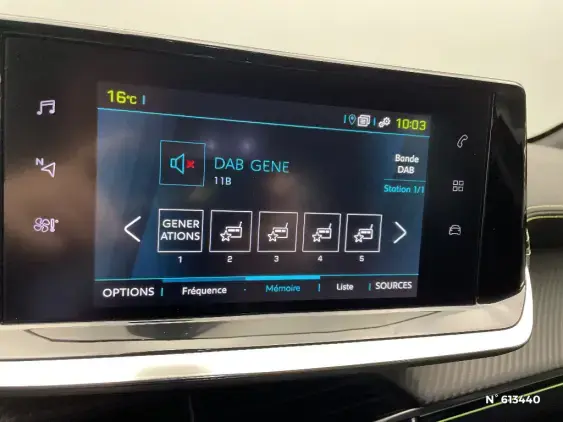 16°C
10:03
N
DAB GENE
11B
Bande
DAB
Station 1/1
GENER
ATIONS
1 2 3 4 5
OPTIONS Fréquence Mémoire Liste SOURCES
N° 613440